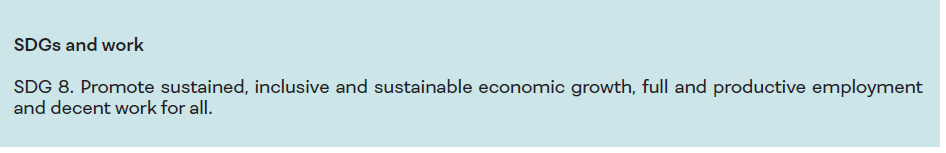 SDGs and work
SDG 8. Promote sustained, inclusive and sustainable economic growth, full and productive employment
and decent work for all.